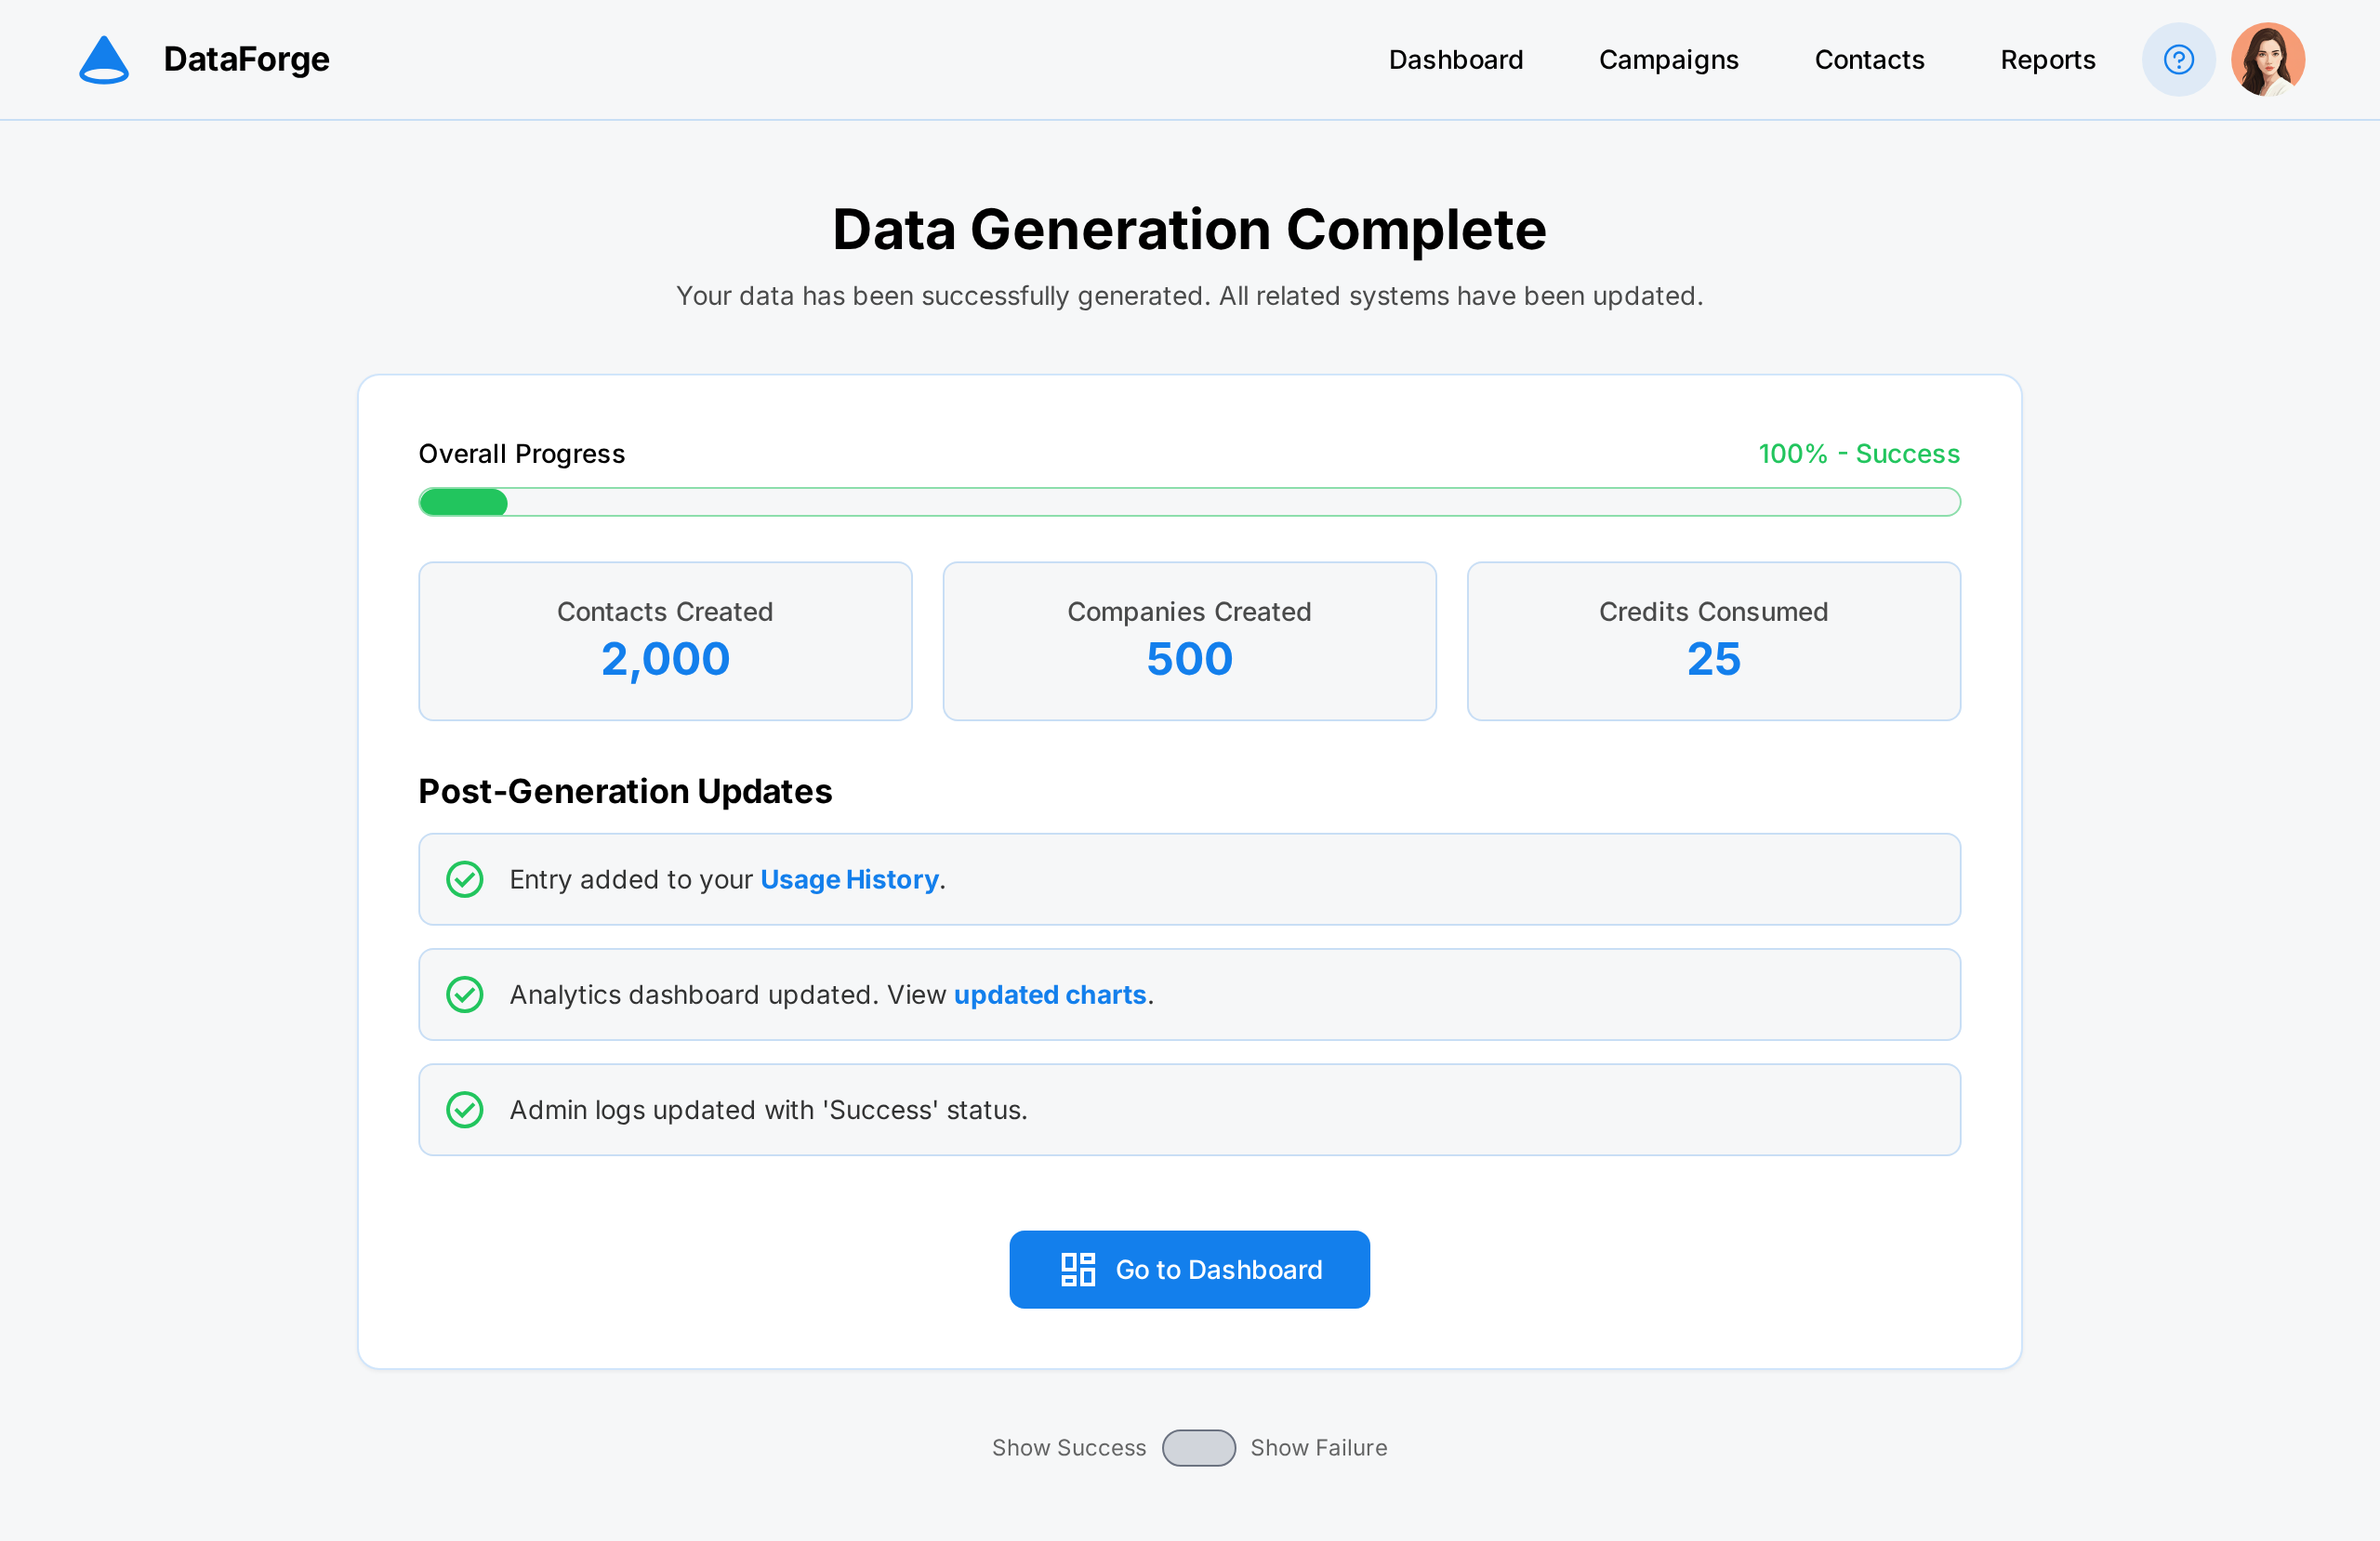 DataForge
Dashboard
Campaigns
Contacts
Reports
Data Generation Complete
Your data has been successfully generated. All related systems have been updated.
Overall Progress
100% - Success
Contacts Created
2,000
Companies Created
500
Credits Consumed
25
Post-Generation Updates
Entry added to your Usage History.
Analytics dashboard updated. View updated charts.
Admin logs updated with 'Success' status.
Go to Dashboard
Show Success
Show Failure